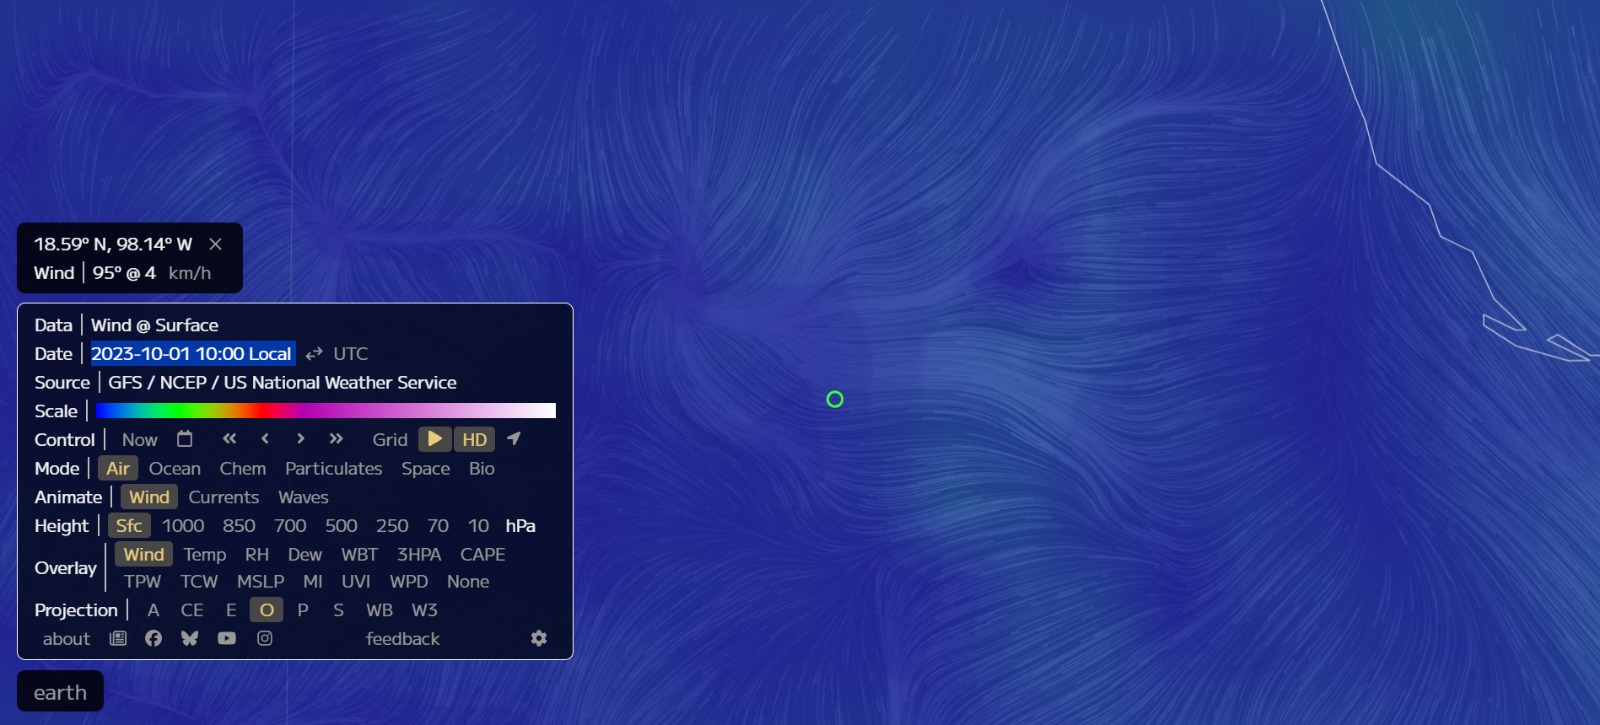 18.59° N, 98.14° W ×
Wind | 95° @ 4 km/h
Data | Wind @ Surface
Date | 2023-10-01 10:00 Local ⇄ UTC
Source | GFS / NCEP / US National Weather Service
Scale |
Control | Now « ‹ › » Grid HD
Mode | Air Ocean Chem Particulates Space Bio
Animate | Wind Currents Waves
Height | Sfc 1000 850 700 500 250 70 10 hPa
Overlay | Wind Temp RH Dew WBT 3HPA CAPE
TPW TCW MSLP MI UVI WPD None
Projection | A CE E O P S WB W3
about feedback
earth